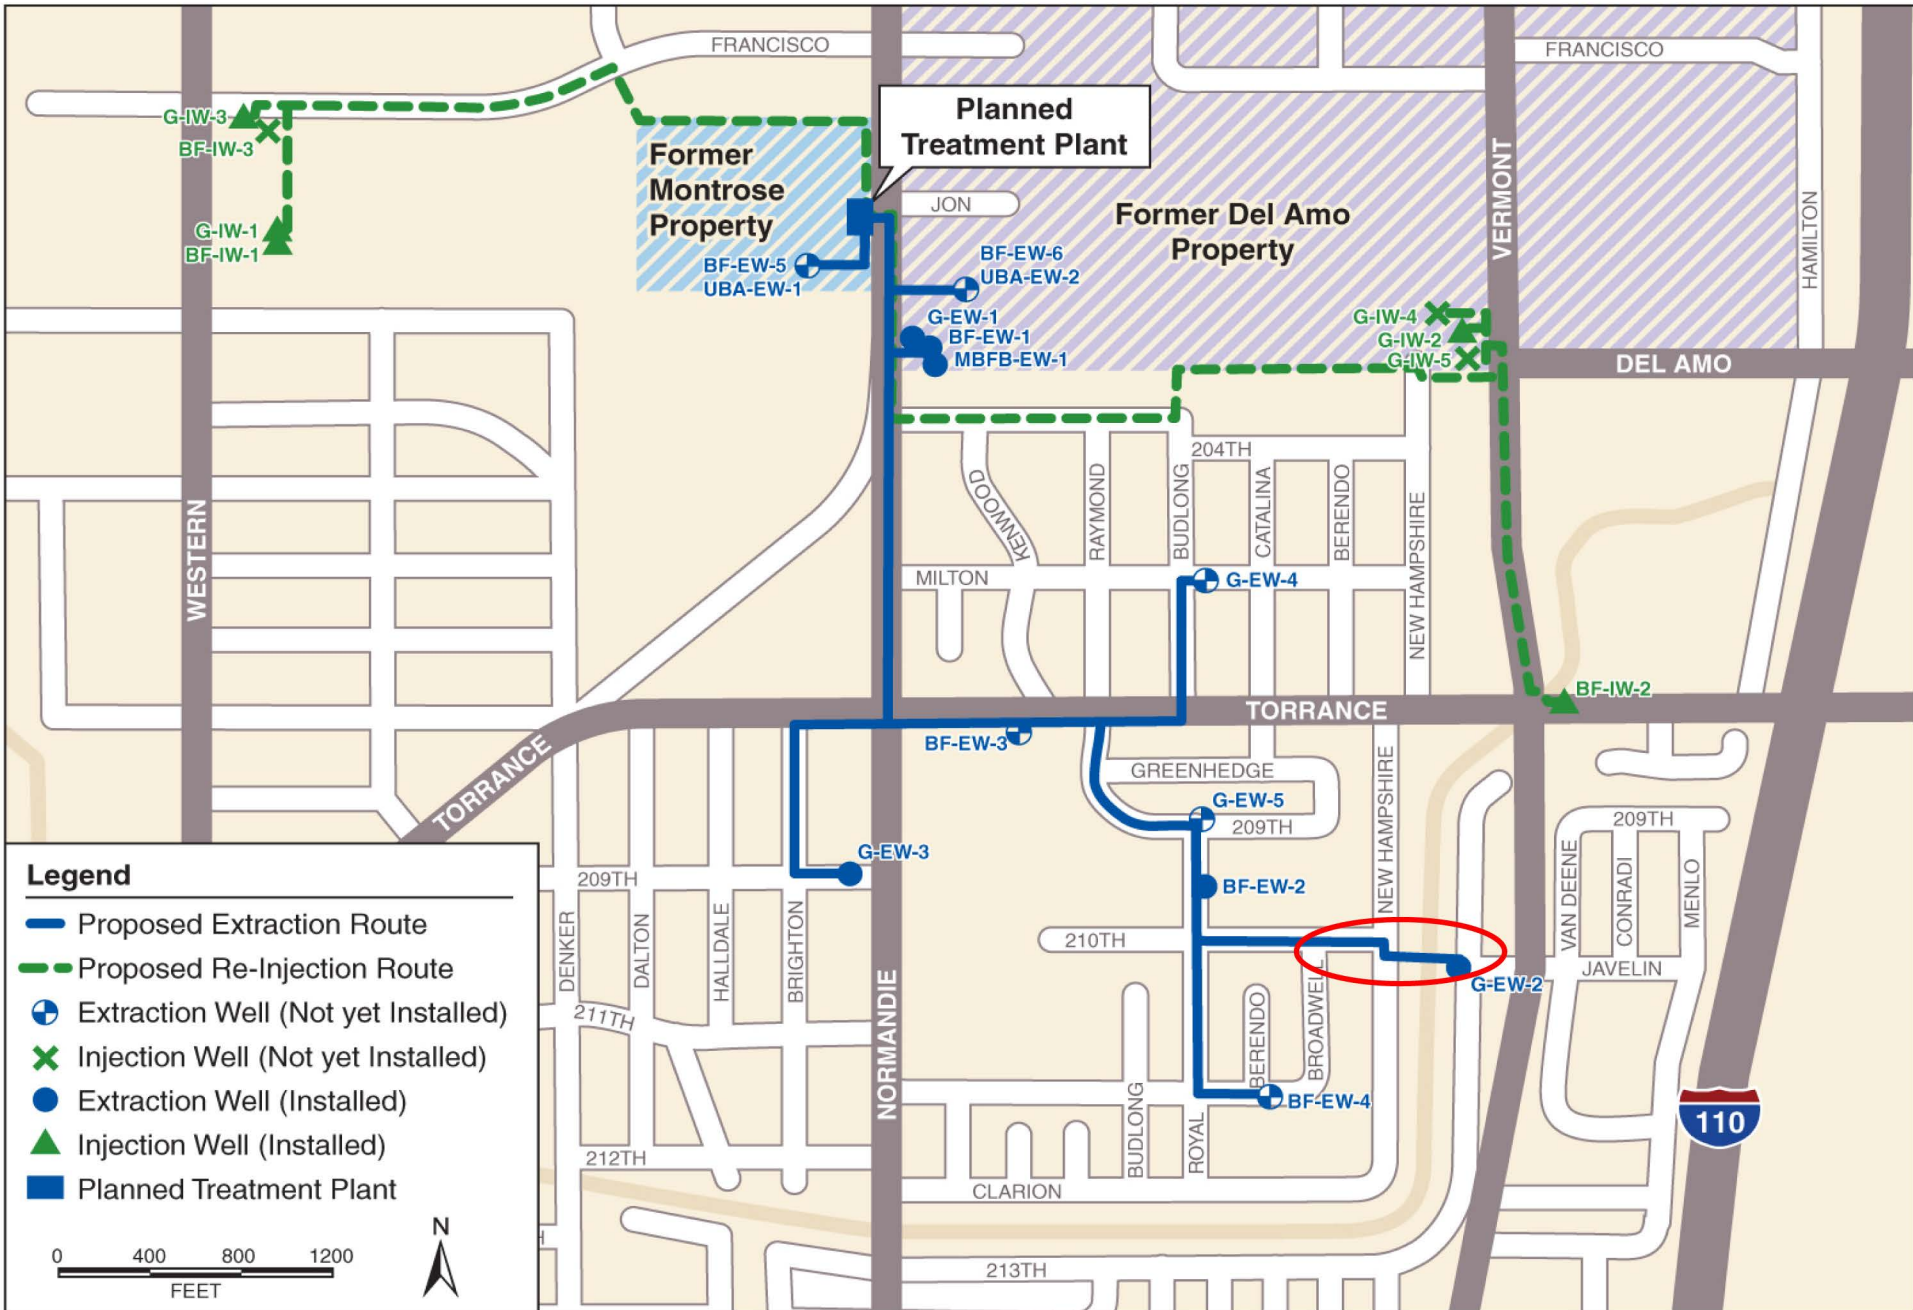 FRANCISCO
FRANCISCO
Planned
Treatment Plant
G-IW-3
BF-IW-3
Former
Montrose
Property
VERMONT
JON
HAMILTON
Former Del Amo
Property
G-IW-1
BF-IW-1
BF-EW-5
UBA-EW-1
BF-EW-6
UBA-EW-2
G-EW-1
BF-EW-1
MBFB-EW-1
G-IW-4
G-IW-2
G-IW-5
DEL AMO
204TH
WESTERN
KENWOOD
RAYMOND
BUDLONG
CATALINA
BERENDO
NEW HAMPSHIRE
MILTON
G-EW-4
BF-IW-2
TORRANCE
TORRANCE
BF-EW-3
GREENHEDGE
NEW HAMPSHIRE
G-EW-5
209TH
209TH
G-EW-3
209TH
BF-EW-2
VAN DEENE
CONRADI
MENLO
DENKER
DALTON
HALLDALE
BRIGHTON
210TH
JAVELIN
G-EW-2
211TH
NORMANDIE
BERENDO
BROADWELL
BF-EW-4
BUDLONG
ROYAL
110
212TH
CLARION
213TH
H
Legend
Proposed Extraction Route
Proposed Re-Injection Route
Extraction Well (Not yet Installed)
Injection Well (Not yet Installed)
Extraction Well (Installed)
Injection Well (Installed)
Planned Treatment Plant
N
0 400 800 1200
FEET